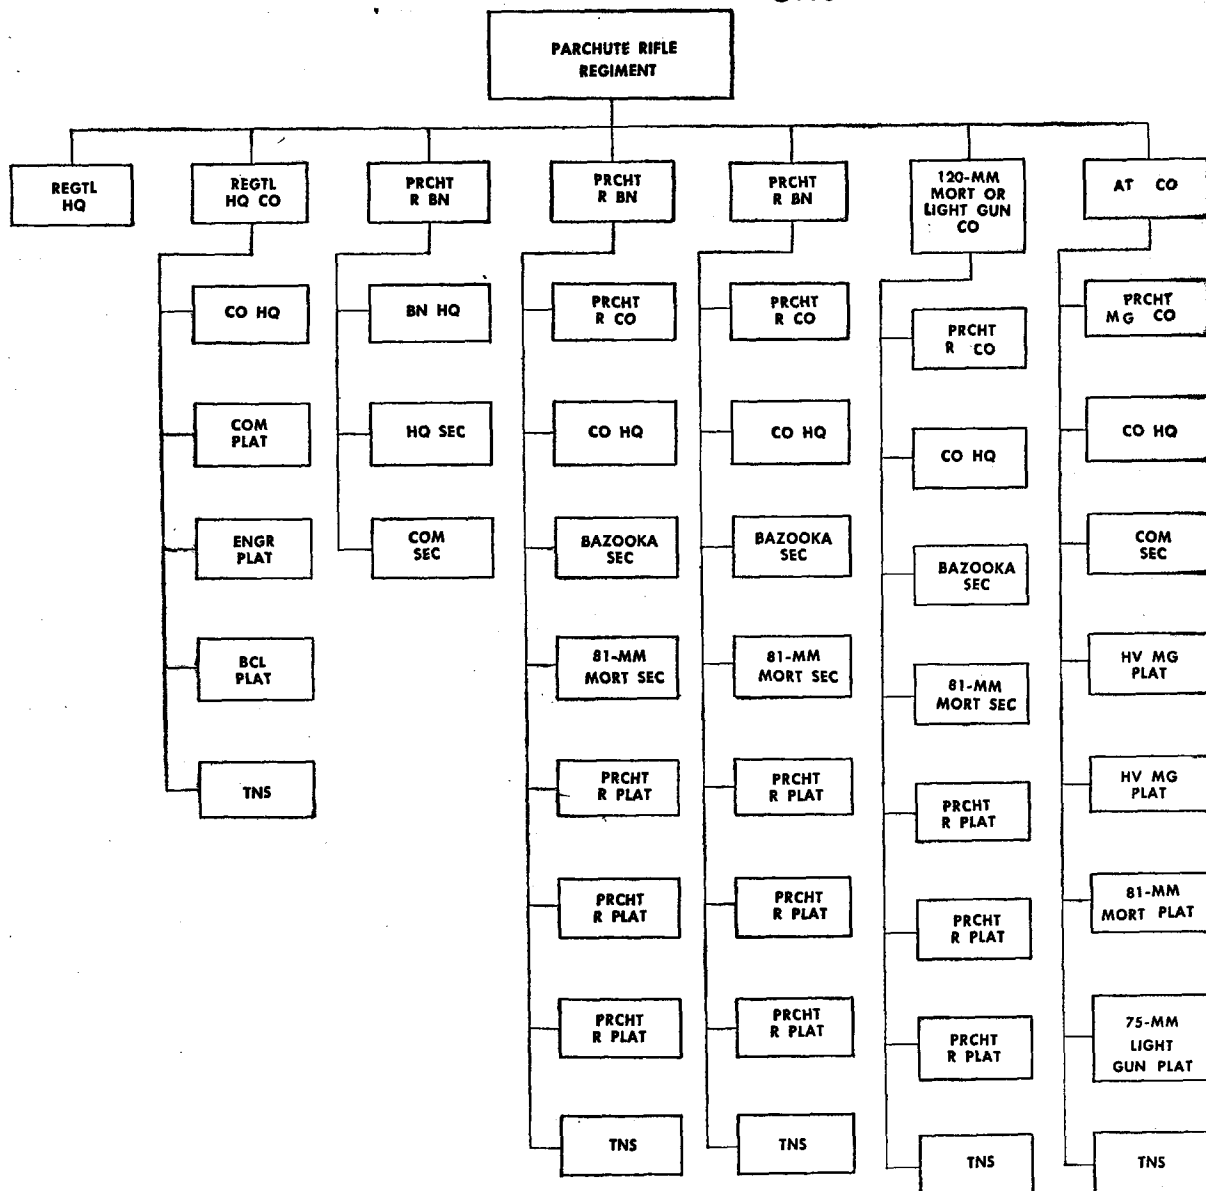 PARCHUTE RIFLE
REGIMENT
REGTL
HQ
REGTL
HQ CO
PRCHT
R BN
PRCHT
R BN
PRCHT
R BN
120-MM
MORT OR
LIGHT GUN
CO
AT CO
CO HQ
COM
PLAT
ENGR
PLAT
BCL
PLAT
TNS
BN HQ
HQ SEC
COM
SEC
PRCHT
R CO
CO HQ
BAZOOKA
SEC
81-MM
MORT SEC
PRCHT
R PLAT
PRCHT
R PLAT
PRCHT
R PLAT
TNS
PRCHT
R CO
CO HQ
BAZOOKA
SEC
81-MM
MORT SEC
PRCHT
R PLAT
PRCHT
R PLAT
PRCHT
R PLAT
TNS
PRCHT
R CO
CO HQ
BAZOOKA
SEC
81-MM
MORT SEC
PRCHT
R PLAT
PRCHT
R PLAT
PRCHT
R PLAT
TNS
PRCHT
MG CO
CO HQ
COM
SEC
HV MG
PLAT
HV MG
PLAT
81-MM
MORT PLAT
75-MM
LIGHT
GUN PLAT
TNS